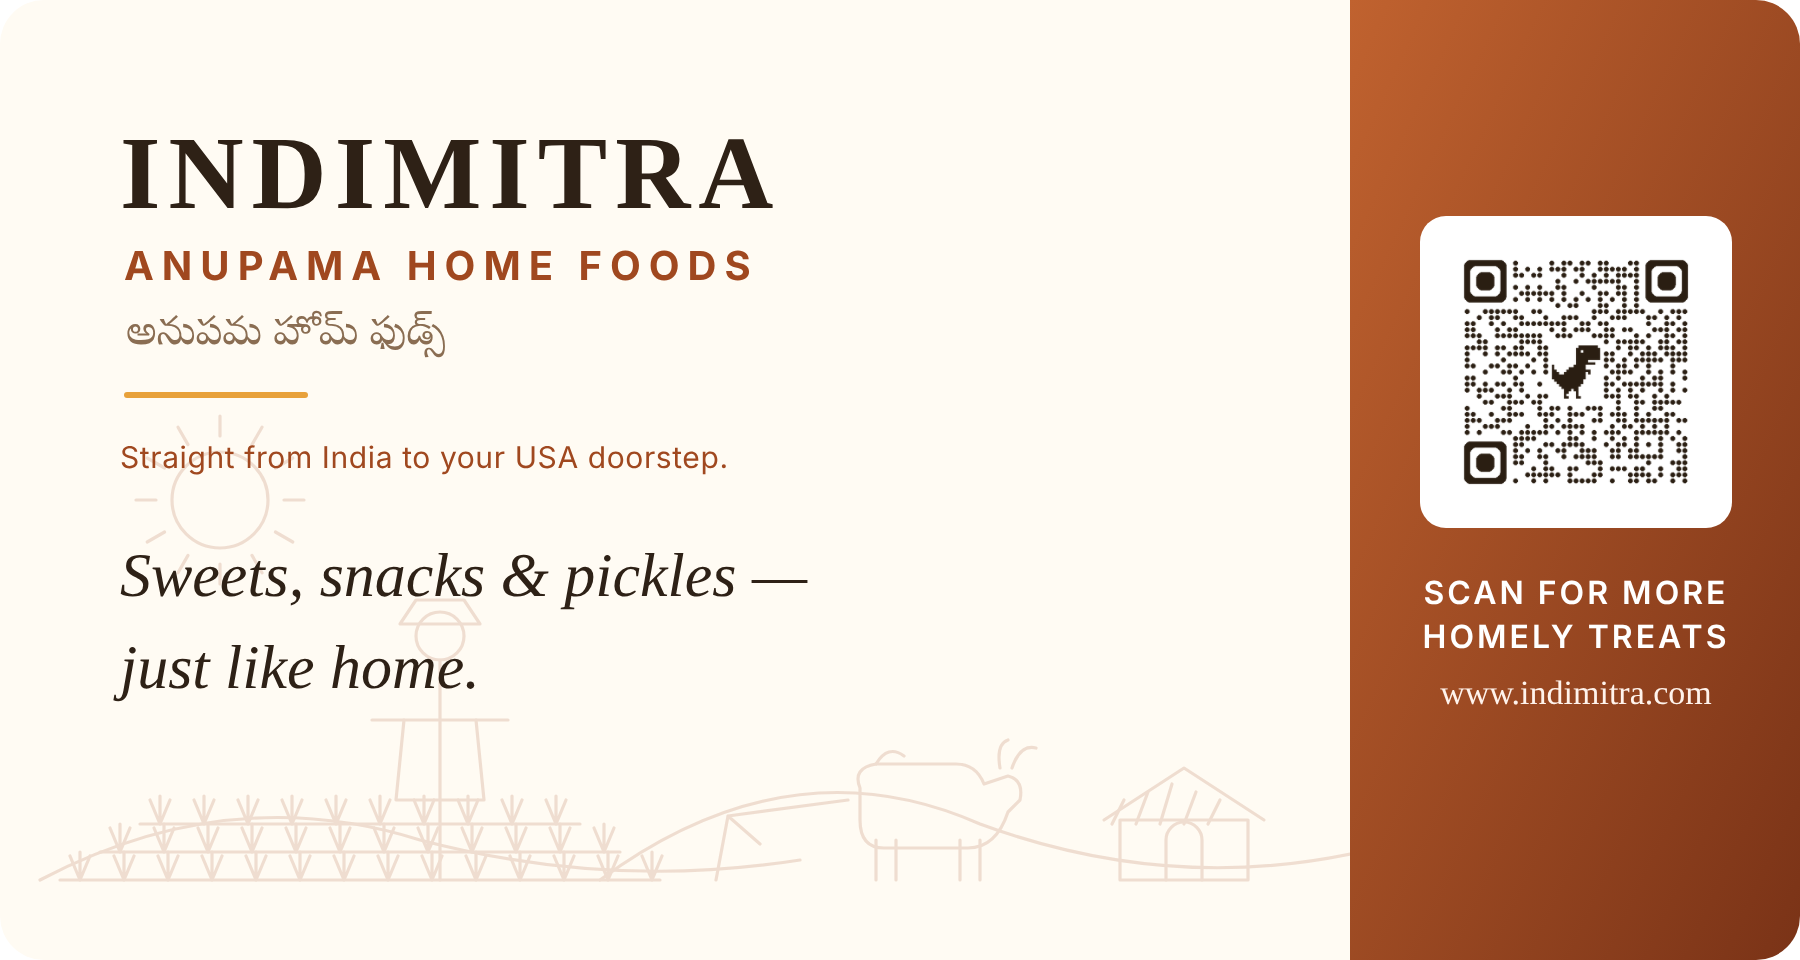 INDIMITRA
ANUPAMA HOME FOODS
అనుపమ హోమ్ ఫుడ్స్
Straight from India to your USA doorstep.
Sweets, snacks & pickles —
just like home.
SCAN FOR MORE
HOMELY TREATS
www.indimitra.com